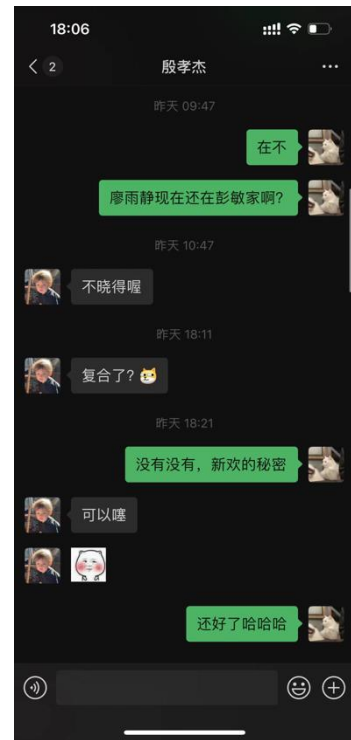 18:06
2
殷孝杰
昨天 09:47
在不
廖雨静现在还在彭敏家啊?
昨天 10:47
不晓得喔
昨天 18:11
复合了?
昨天 18:21
没有没有，新欢的秘密
可以噻
还好了哈哈哈